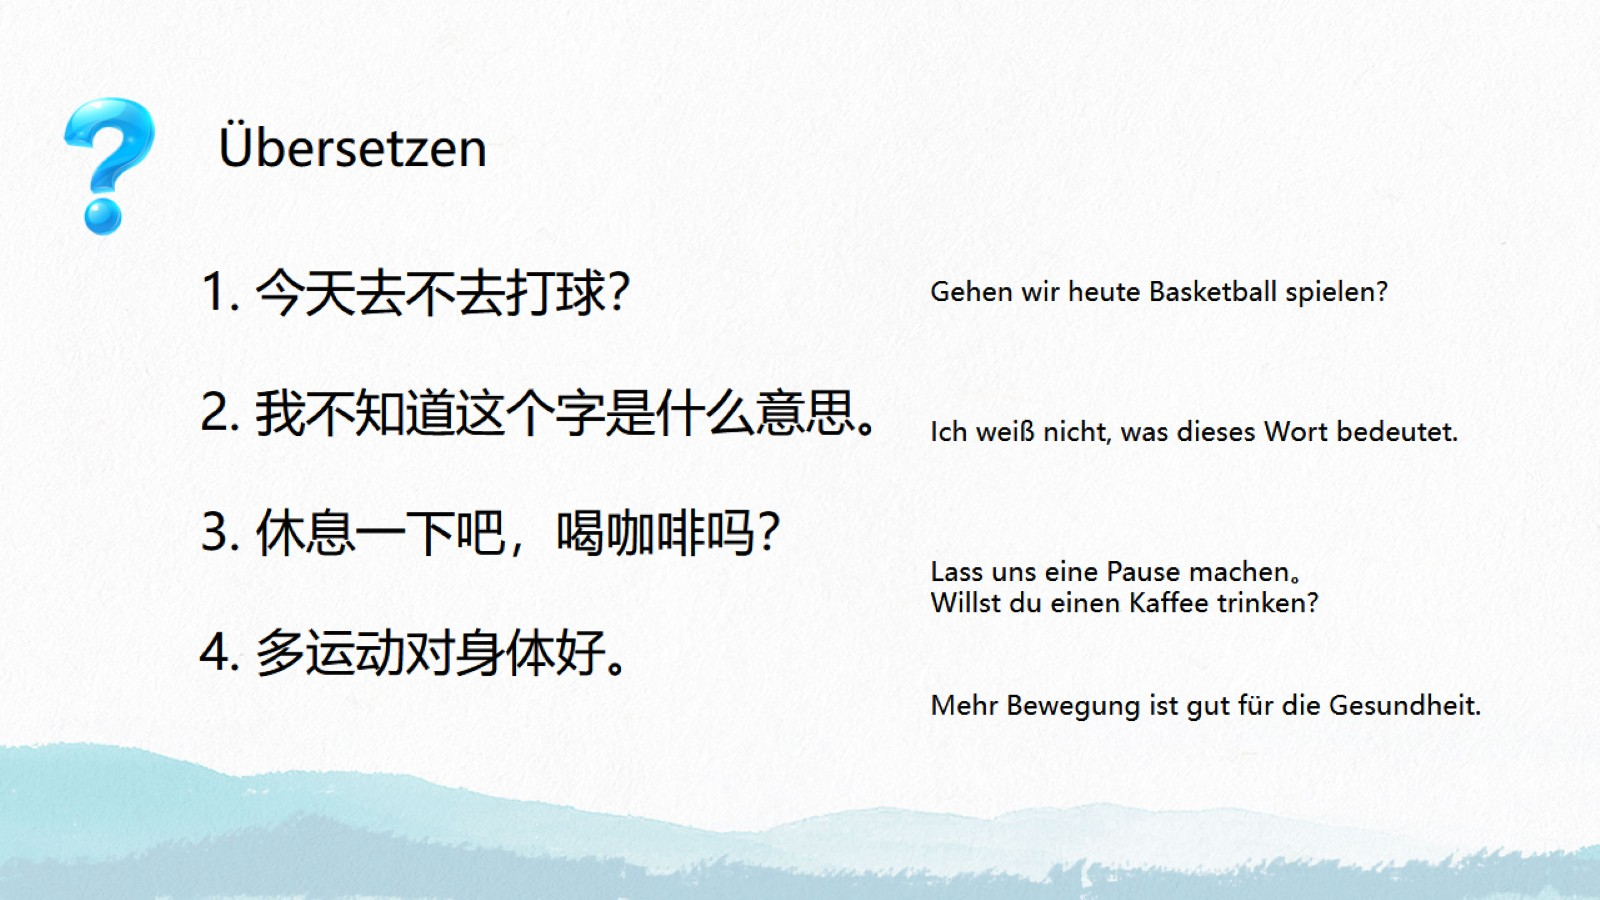 Übersetzen
1. 今天去不去打球?
Gehen wir heute Basketball spielen?
2. 我不知道这个字是什么意思。
Ich weiß nicht, was dieses Wort bedeutet.
3. 休息一下吧，喝咖啡吗?
Lass uns eine Pause machen。
Willst du einen Kaffee trinken?
4. 多运动对身体好。
Mehr Bewegung ist gut für die Gesundheit.